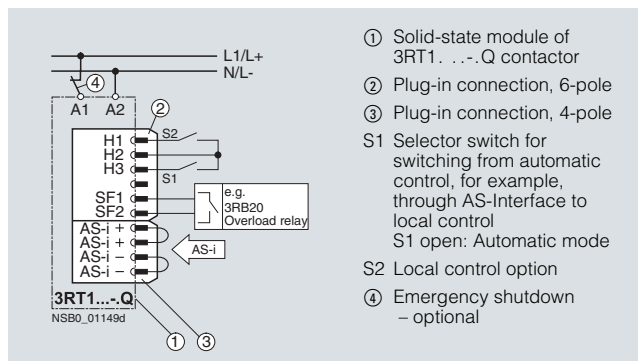 L1/L+
N/L-
④
A1 A2
②
H1
H2
H3
S2
S1
SF1
SF2
e.g.
3RB20
Overload relay
AS-i +
AS-i +
AS-i −
AS-i −
AS-i
3RT1...-.Q
NSB0_01149d
① ③
① Solid-state module of
3RT1. . .-.Q contactor
② Plug-in connection, 6-pole
③ Plug-in connection, 4-pole
S1 Selector switch for
switching from automatic
control, for example,
through AS-Interface to
local control
S1 open: Automatic mode
S2 Local control option
④ Emergency shutdown
– optional